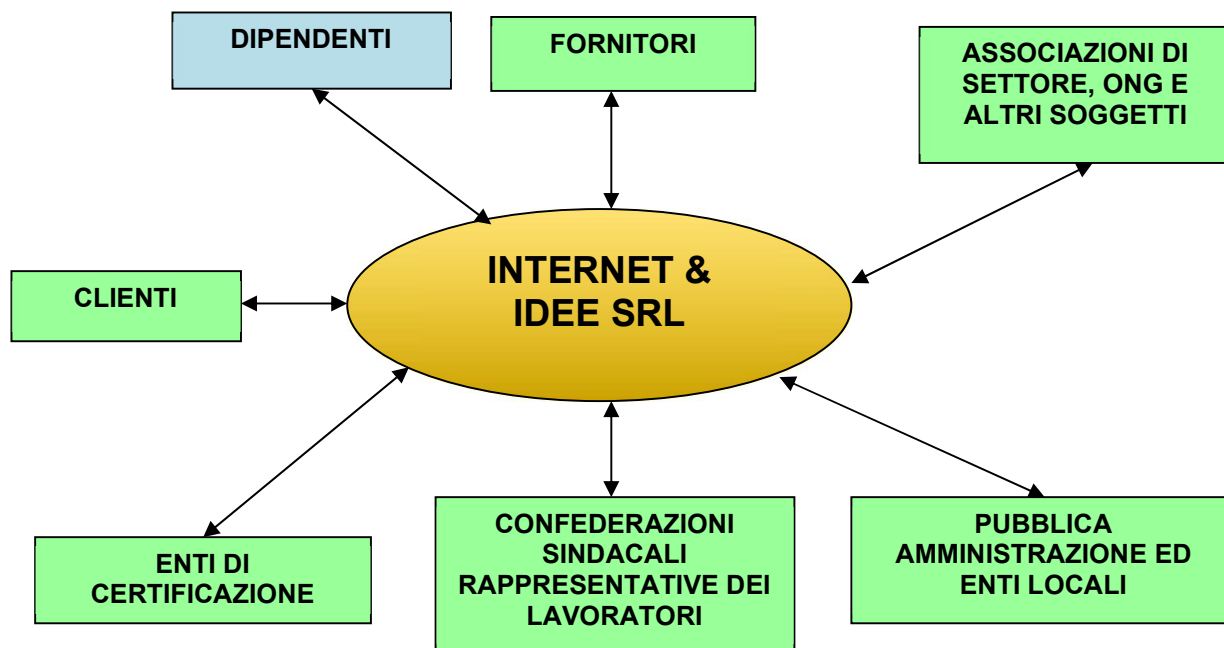 DIPENDENTI
FORNITORI
ASSOCIAZIONI DI
SETTORE, ONG E
ALTRI SOGGETTI
INTERNET &
IDEE SRL
CLIENTI
ENTI DI
CERTIFICAZIONE
CONFEDERAZIONI
SINDACALI
RAPPRESENTATIVE DEI
LAVORATORI
PUBBLICA
AMMINISTRAZIONE ED
ENTI LOCALI